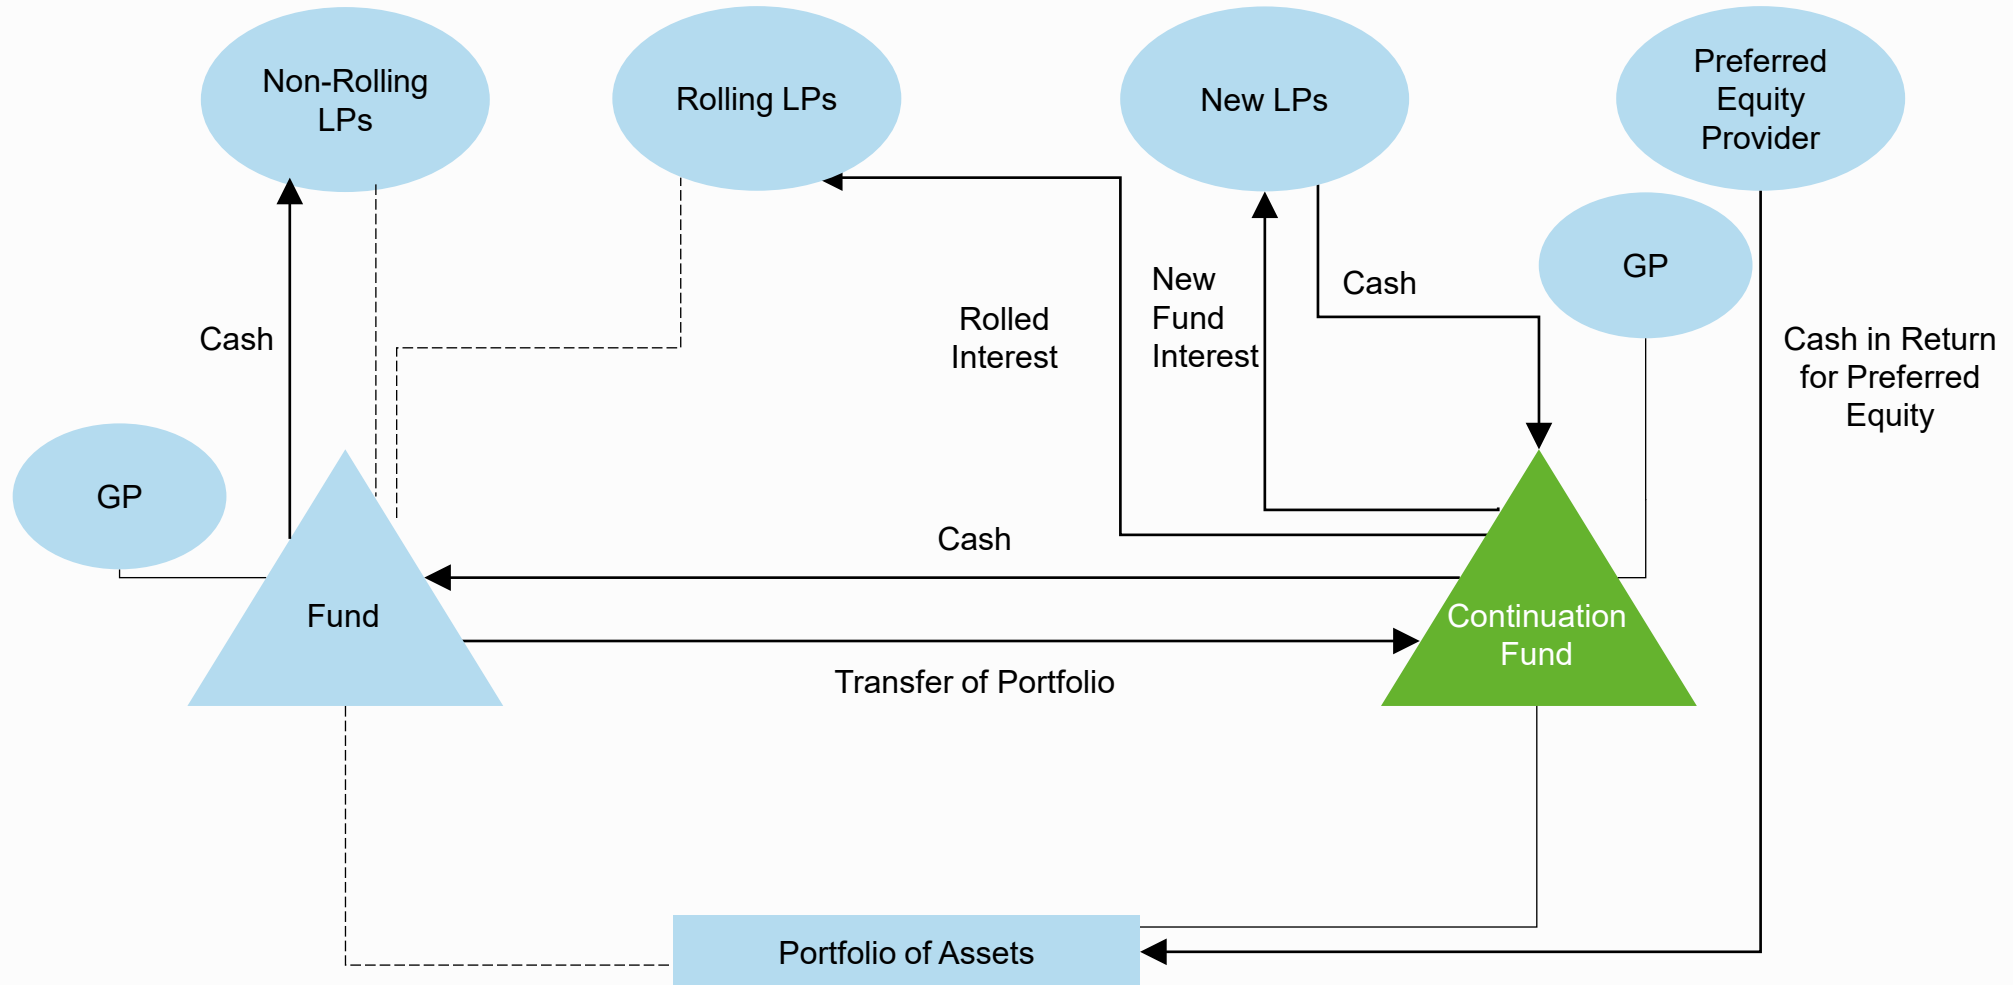 Non-Rolling
LPs
Rolling LPs
New LPs
Preferred
Equity
Provider
GP
Cash
Rolled
Interest
New
Fund
Interest
Cash
Cash in Return
for Preferred
Equity
GP
Cash
Fund
Continuation
Fund
Transfer of Portfolio
Portfolio of Assets